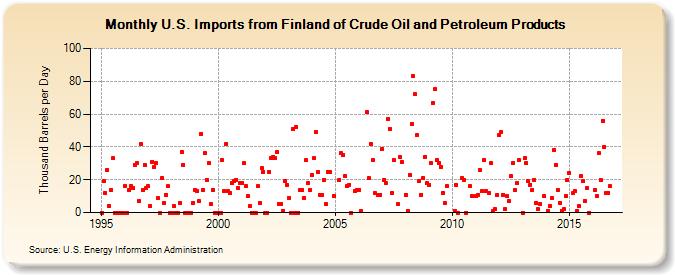 Monthly U.S. Imports from Finland of Crude Oil and Petroleum Products
Thousand Barrels per Day
100
80
60
40
20
0
1995 2000 2005 2010 2015
Source: U.S. Energy Information Administration